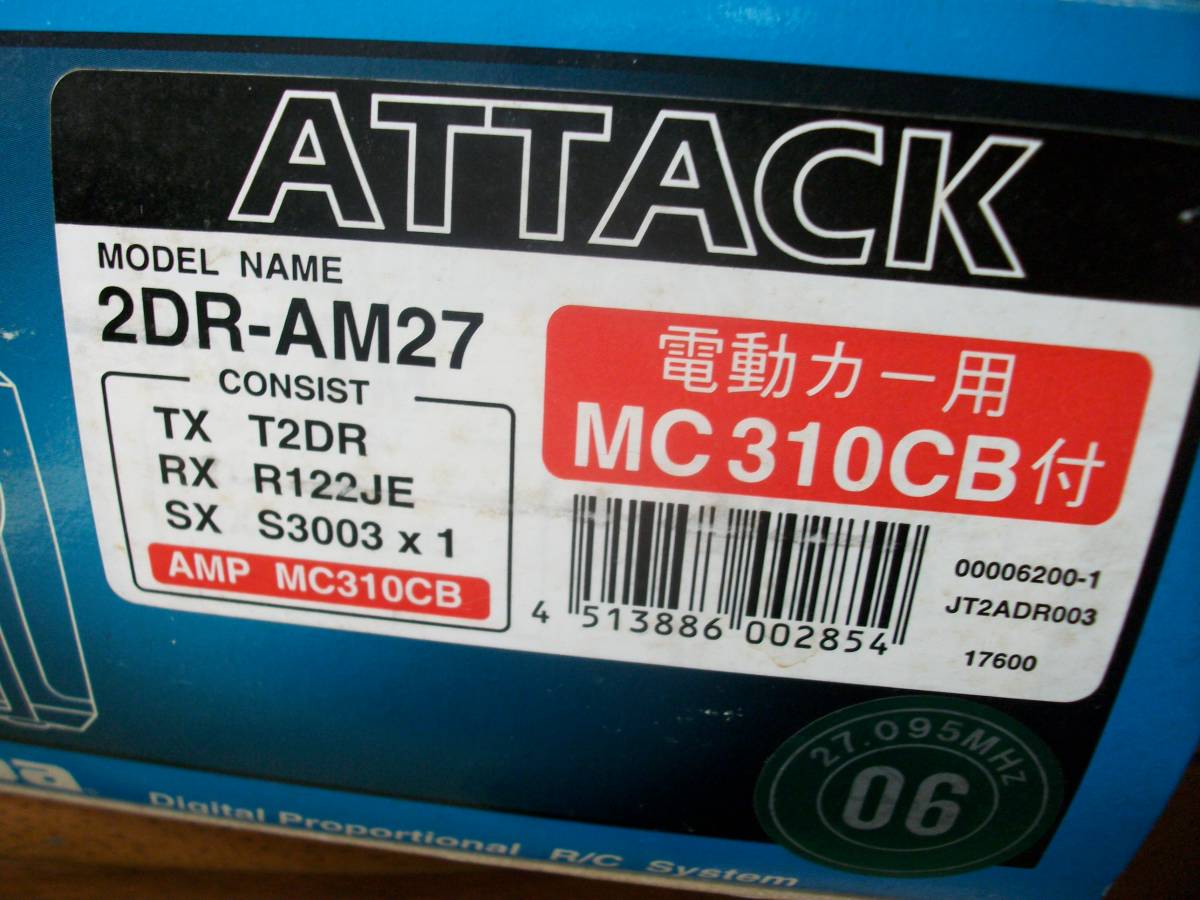 ATTACK
MODEL NAME
2DR-AM27
CONSIST
TX T2DR
RX R122JE
SX S3003 x 1
AMP MC310CB
電動カー用
MC310CB付
4 513886 002854
00006200-1
JT2ADR003
17600
27.095MHz
06
Digital Proportional R/C System